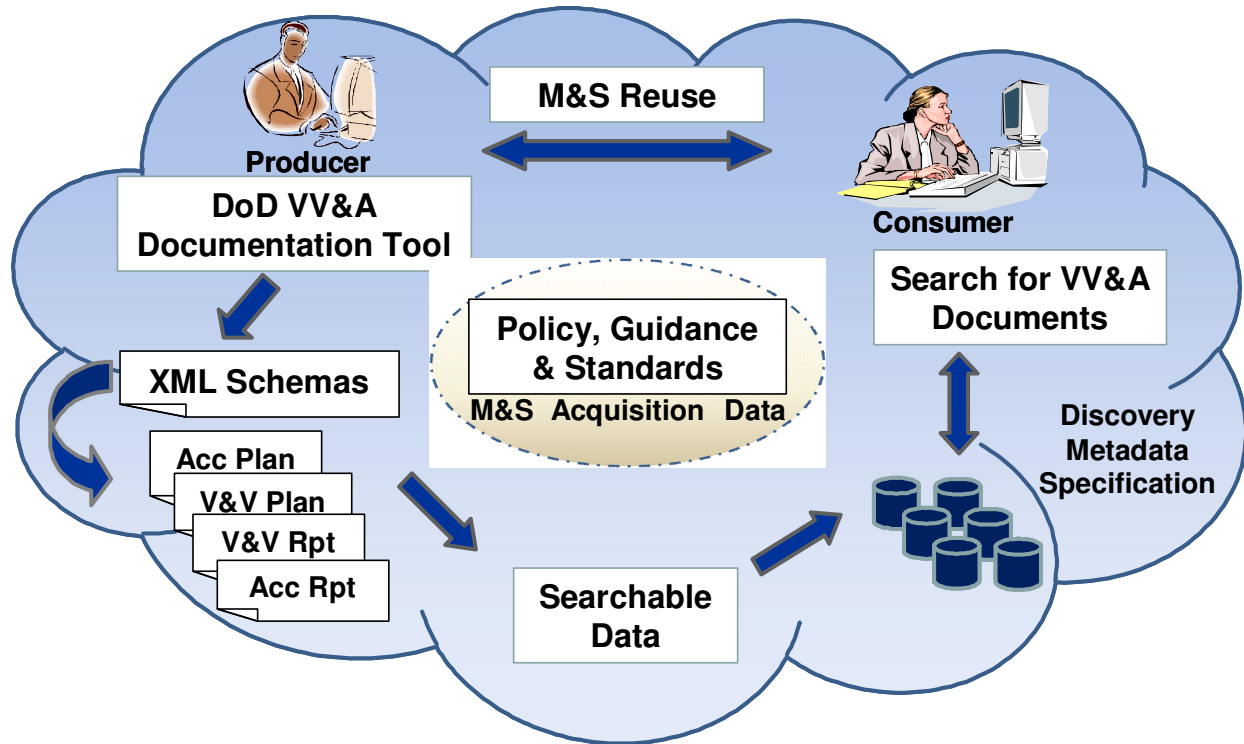 M&S Reuse
Producer
DoD VV&A
Documentation Tool
Consumer
Search for VV&A
Documents
Policy, Guidance
& Standards
M&S Acquisition Data
XML Schemas
Acc Plan
V&V Plan
V&V Rpt
Acc Rpt
Discovery
Metadata
Specification
Searchable
Data